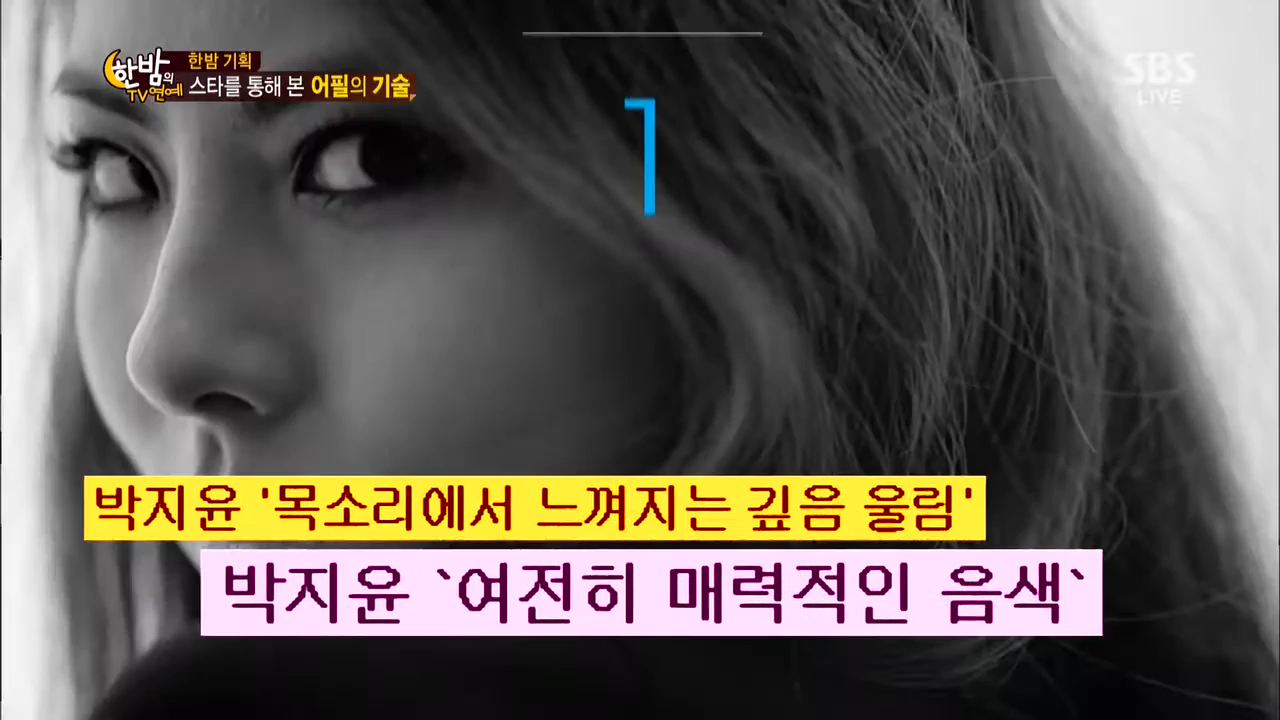 한밤의
TV연예
한밤 기획
스타를 통해 본 어필의 기술
SBS
LIVE
1
박지윤 '목소리에서 느껴지는 깊음 울림'
박지윤 `여전히 매력적인 음색`